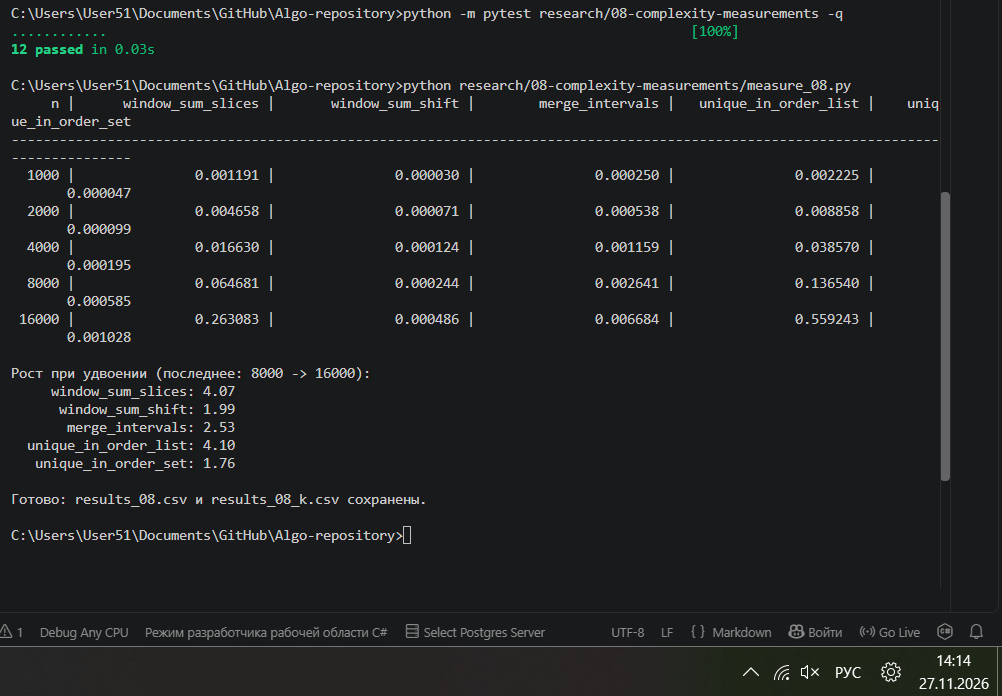 C:\Users\User51\Documents\GitHub\Algo-repository>python -m pytest research/08-complexity-measurements -q
............ [100%]
12 passed in 0.03s
C:\Users\User51\Documents\GitHub\Algo-repository>python research/08-complexity-measurements/measure_08.py
n | window_sum_slices | window_sum_shift | merge_intervals | unique_in_order_list | uniq
ue_in_order_set
--------------------------------------------------------------------------------------------------------------------
---------------
1000 | 0.001191 | 0.000030 | 0.000250 | 0.002225 |
0.000047
2000 | 0.004658 | 0.000071 | 0.000538 | 0.008858 |
0.000099
4000 | 0.016630 | 0.000124 | 0.001159 | 0.038570 |
0.000195
8000 | 0.064681 | 0.000244 | 0.002641 | 0.136540 |
0.000585
16000 | 0.263083 | 0.000486 | 0.006684 | 0.559243 |
0.001028
Рост при удвоении (последнее: 8000 -> 16000):
window_sum_slices: 4.07
window_sum_shift: 1.99
merge_intervals: 2.53
unique_in_order_list: 4.10
unique_in_order_set: 1.76
Готово: results_08.csv и results_08_k.csv сохранены.
C:\Users\User51\Documents\GitHub\Algo-repository>
1 Debug Any CPU Режим разработчика рабочей области C# Select Postgres Server UTF-8 LF { } Markdown Войти Go Live
РУС 14:14
27.11.2026